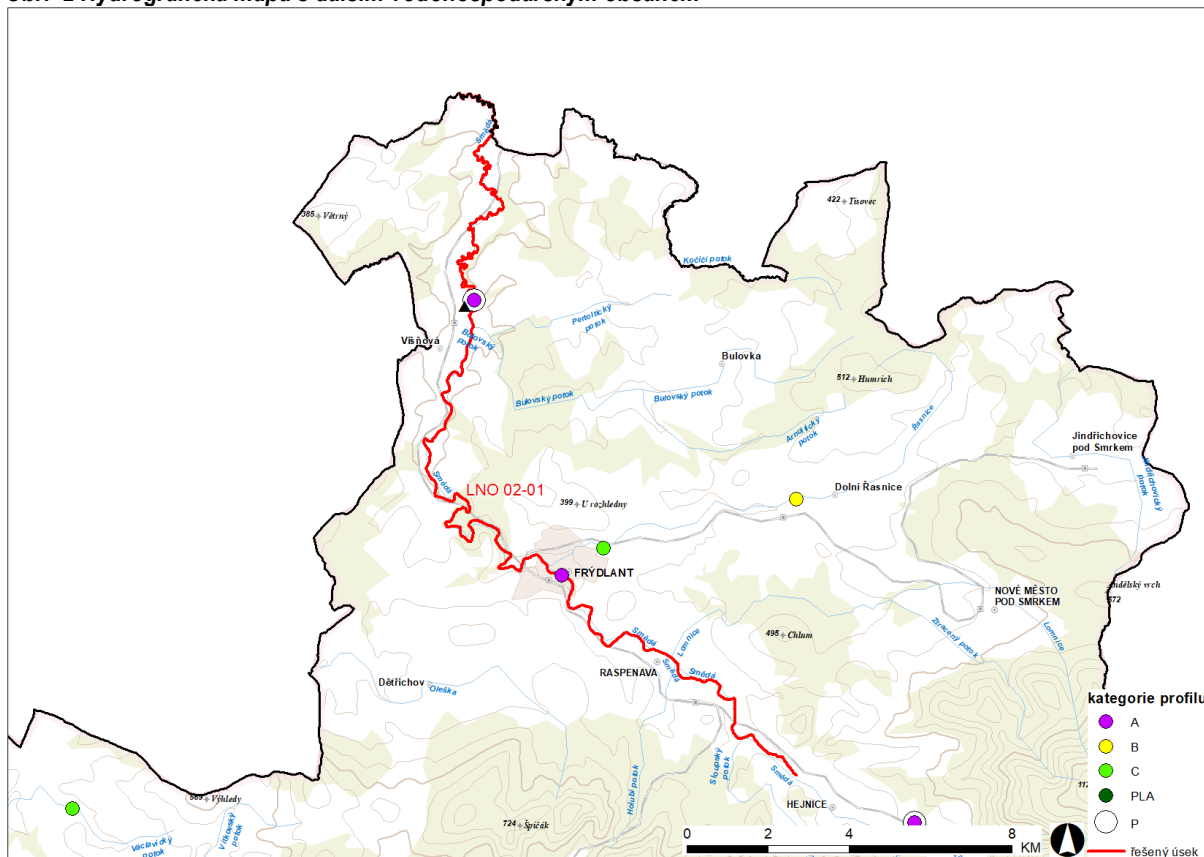 Smědá
385 Větrný
422 Tisovec
Kočičí potok
Pertoltický
potok
Bulovský
potok
Višňová
Bulovka
512 Humrich
Bulovský potok
Bulovský potok
Arnoltický
potok
Řasnice
Jindřichovice
pod Smrkem
Jindřichovický
potok
Smědá
LNO 02-01
399 U rozhledny
Dolní Řasnice
FRÝDLANT
NOVÉ MĚSTO
POD SMRKEM
Andělský vrch
572
Ztracený potok
Lomnice
495 Chlum
Smědá
Lomnice
Smědá
Smědá
RASPENAVA
Dětřichov
Oleška
Sloupský
potok
Holubí potok
Smědá
HEJNICE
569 Výhledy
Vítkovský
potok
Václavický
potok
724 Špičák
kategorie profilu
A
B
C
PLA
P
řešený úsek
0 2 4 8
KM